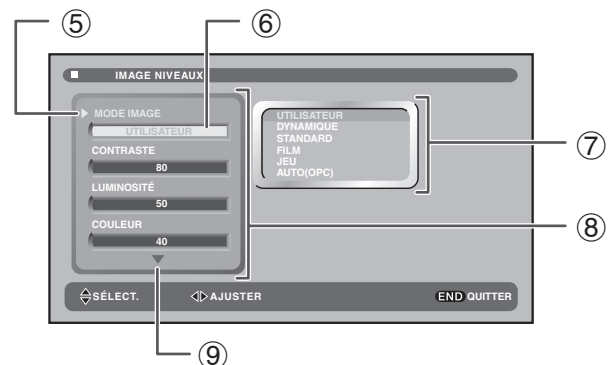 ⑤ ⑥
IMAGE NIVEAUX
MODE IMAGE
UTILISATEUR
CONTRASTE
80
LUMINOSITÉ
50
COULEUR
40
UTILISATEUR
DYNAMIQUE
STANDARD
FILM
JEU
AUTO(OPC)
⑦
⑧
SÉLECT. AJUSTER END QUITTER
⑨